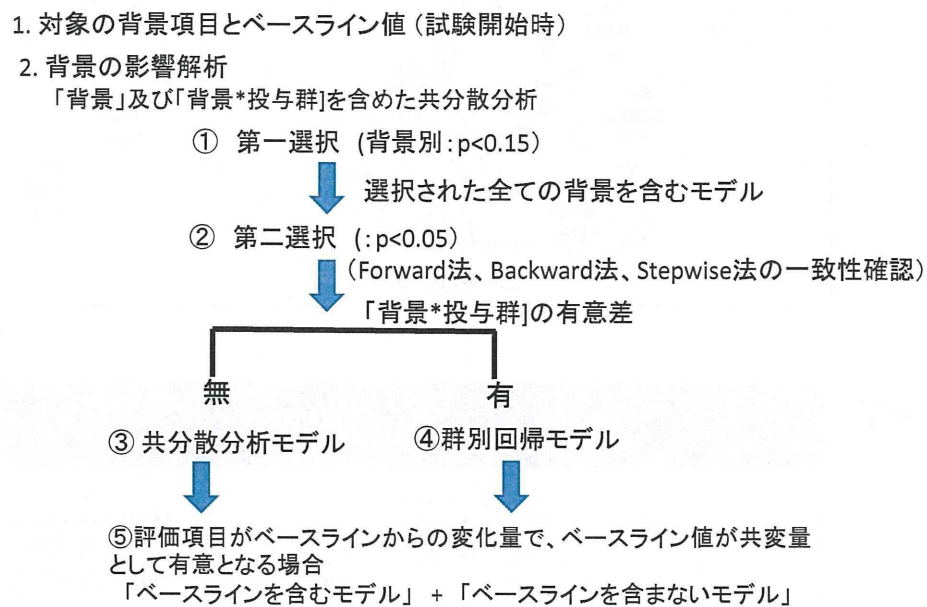 1. 対象の背景項目とベースライン値（試験開始時）
2. 背景の影響解析
「背景」及び「背景*投与群]を含めた共分散分析
① 第一選択 (背景別:p<0.15）
選択された全ての背景を含むモデル
② 第二選択 (:p<0.05）
（Forward法、Backward法、Stepwise法の一致性確認）
「背景*投与群]の有意差
無 有
③ 共分散分析モデル ④群別回帰モデル
⑤評価項目がベースラインからの変化量で、ベースライン値が共変量
として有意となる場合
「ベースラインを含むモデル」 + 「ベースラインを含まないモデル」